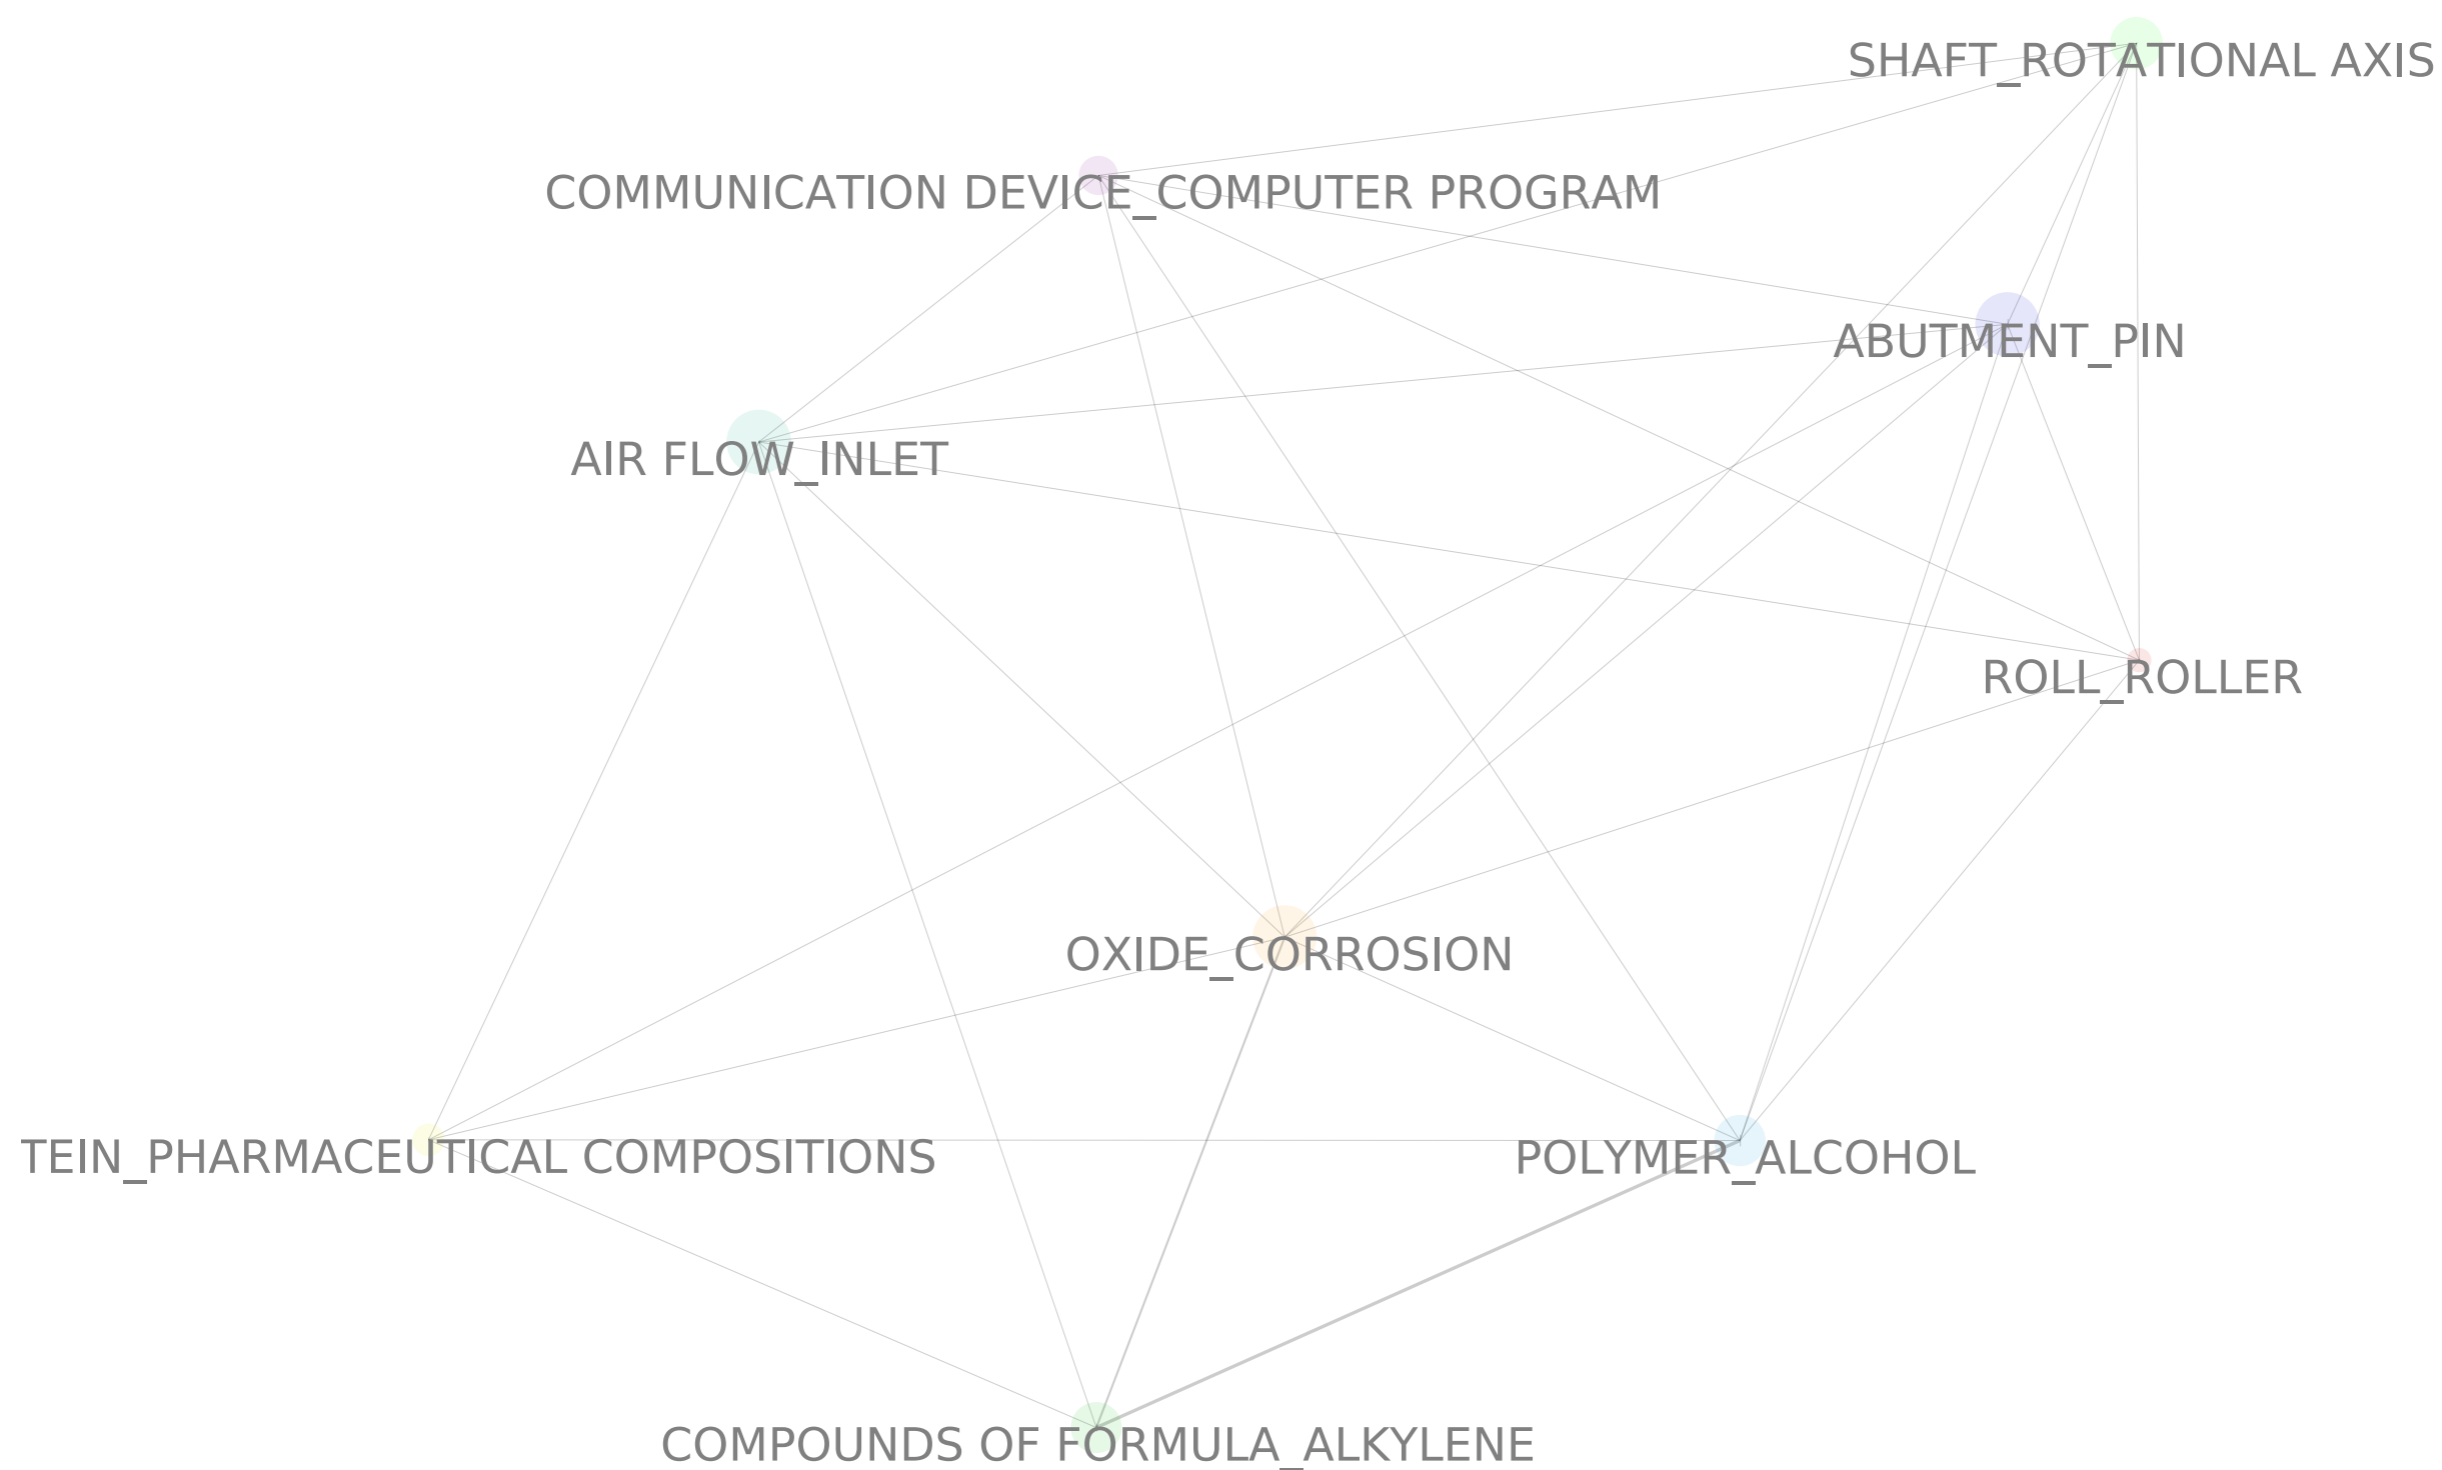 SHAFT_ROTATIONAL AXIS
COMMUNICATION DEVICE_COMPUTER PROGRAM
ABUTMENT_PIN
AIR FLOW_INLET
ROLL_ROLLER
OXIDE_CORROSION
TEIN_PHARMACEUTICAL COMPOSITIONS
POLYMER_ALCOHOL
COMPOUNDS OF FORMULA_ALKYLENE